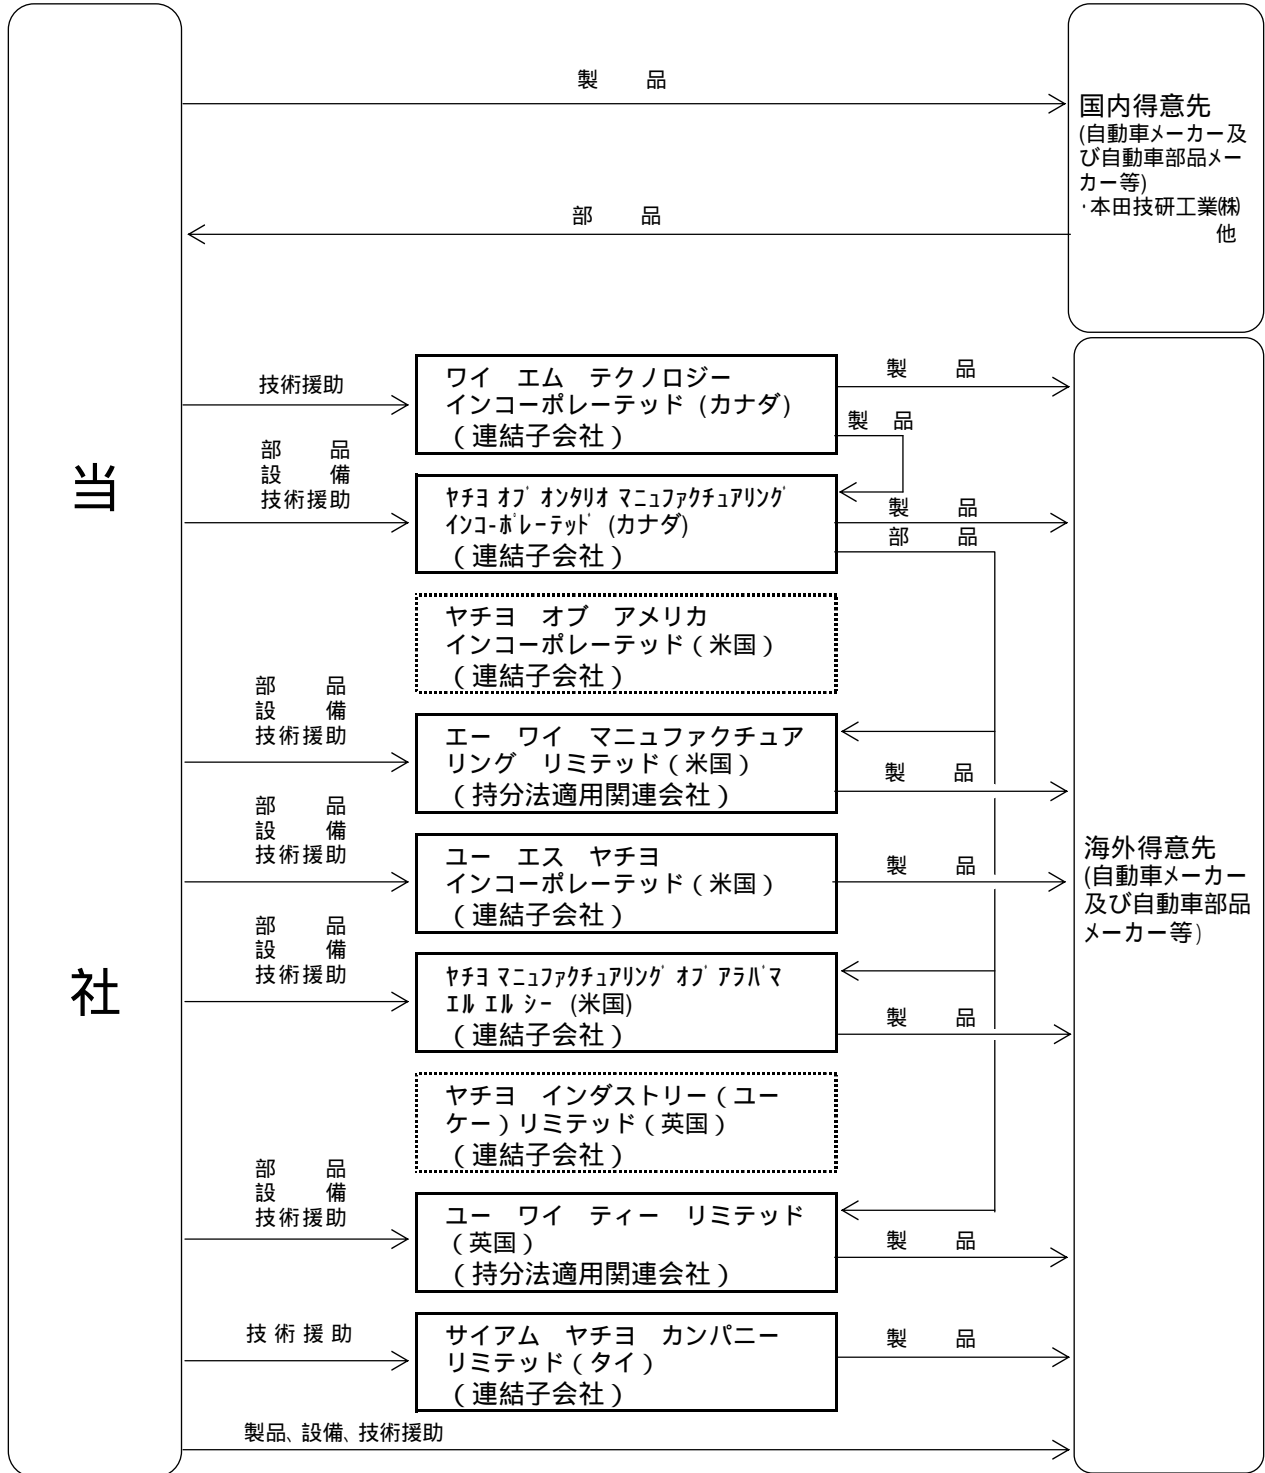 当
社
製　品
国内得意先
(自動車メーカー及
び自動車部品メー
カー等)
・本田技研工業㈱
他
部　品
技術援助
ワイ　エム　テクノロジー
インコーポレーテッド (カナダ)
（連結子会社）
製　品
製　品
部　品
設　備
技術援助
ﾔﾁﾖ ｵﾌﾞ ｵﾝﾀﾘｵ ﾏﾆｭﾌｧｸﾁｭｱﾘﾝｸﾞ
ｲﾝｺ-ﾎﾟﾚｰﾃｯﾄﾞ (カナダ)
（連結子会社）
製　品
部　品
ヤチヨ　オブ　アメリカ
インコーポレーテッド（米国）
（連結子会社）
部　品
設　備
技術援助
エー　ワイ　マニュファクチュア
リング　リミテッド（米国）
（持分法適用関連会社）
製　品
部　品
設　備
技術援助
ユー　エス　ヤチヨ
インコーポレーテッド（米国）
（連結子会社）
製　品
海外得意先
(自動車メーカー
及び自動車部品
メーカー等)
部　品
設　備
技術援助
ﾔﾁﾖ ﾏﾆｭﾌｧｸﾁｭｱﾘﾝｸﾞ ｵﾌﾞ ｱﾗﾊﾞﾏ
ｴﾙ ｴﾙ ｼｰ (米国)
（連結子会社）
製　品
ヤチヨ　インダストリー（ユー
ケー）リミテッド（英国）
（連結子会社）
部　品
設　備
技術援助
ユー　ワイ　ティー　リミテッド
（英国）
（持分法適用関連会社）
製　品
技術援助
サイアム　ヤチヨ　カンパニー
リミテッド（タイ）
（連結子会社）
製　品
製品、設備、技術援助